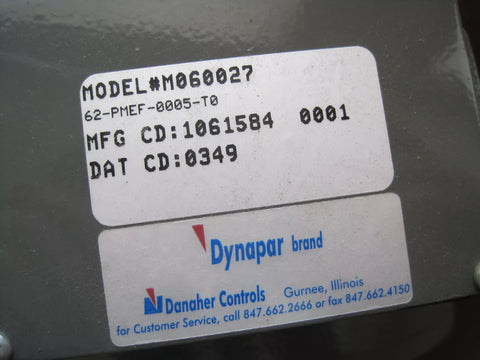 MODEL#M060027
62-PMEF-0005-T0
MFG CD:1061584 0001
DAT CD:0349
Dynapar brand
Danaher Controls Gurnee, Illinois
for Customer Service, call 847.662.2666 or fax 847.662.4150